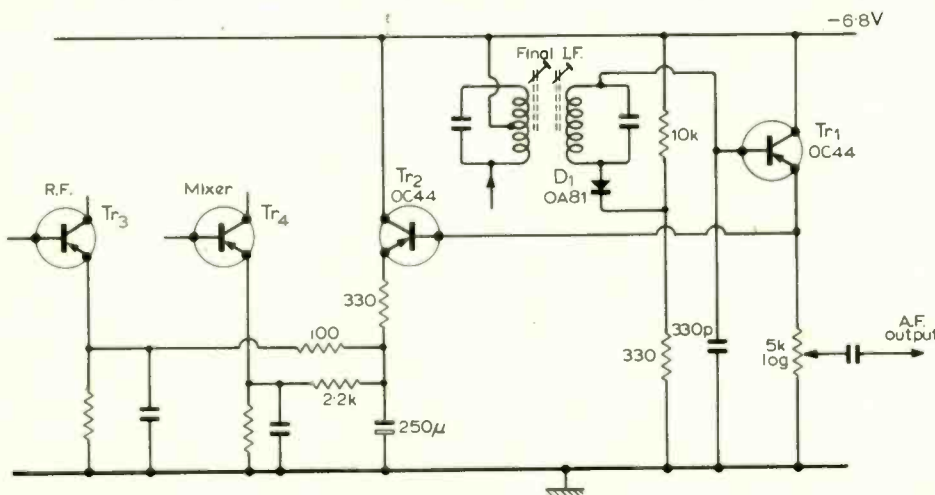 -6·8V
Final I.F.
R.F.
Mixer
Tr3
Tr4
Tr2
OC44
D1
OA81
10k
Tr1
OC44
330
100
2·2k
250μ
330
330p
5k
log
A.F.
output